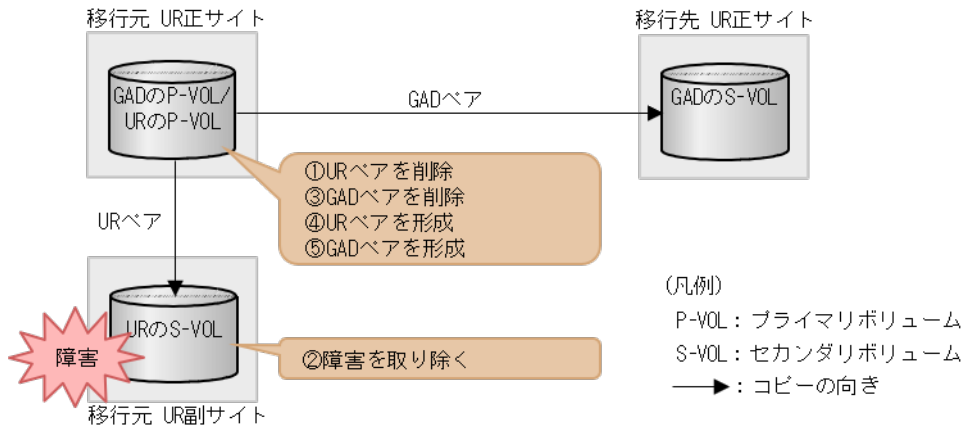 移行元 UR正サイト
移行先 UR正サイト
GADのP-VOL/
URのP-VOL
GADペア
GADのS-VOL
①URペアを削除
③GADペアを削除
④URペアを形成
⑤GADペアを形成
URペア
(凡例)
P-VOL：プライマリボリューム
S-VOL：セカンダリボリューム
：コピーの向き
URのS-VOL
障害
②障害を取り除く
移行元 UR副サイト